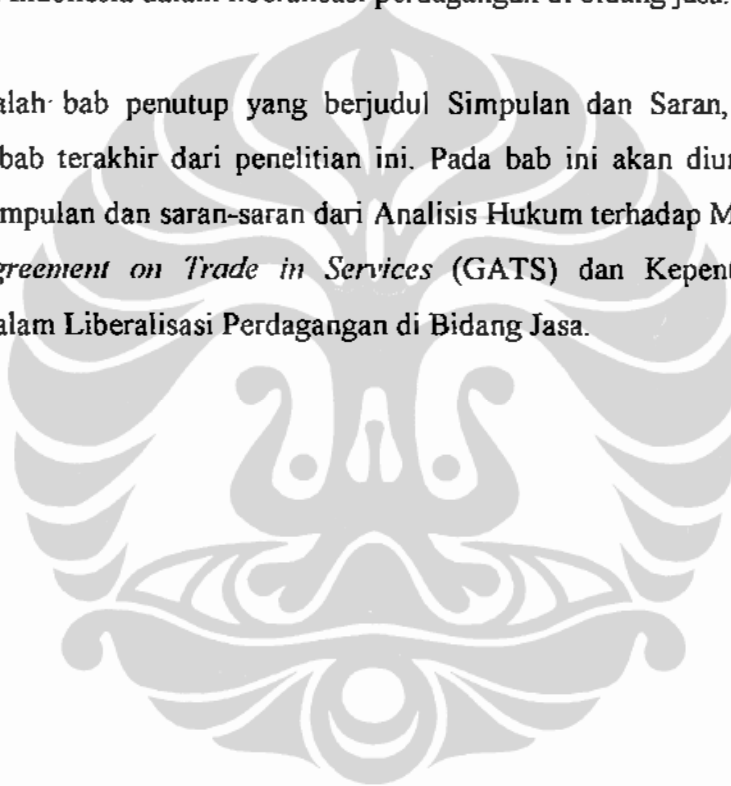 Indonesia dalam liberalisasi perdagangan di bidang jasa.
alah bab penutup yang berjudul Simpulan dan Saran,
bab terakhir dari penelitian ini. Pada bab ini akan diu
mpulan dan saran-saran dari Analisis Hukum terhadap M
greement on Trade in Services (GATS) dan Kepent
alam Liberalisasi Perdagangan di Bidang Jasa.